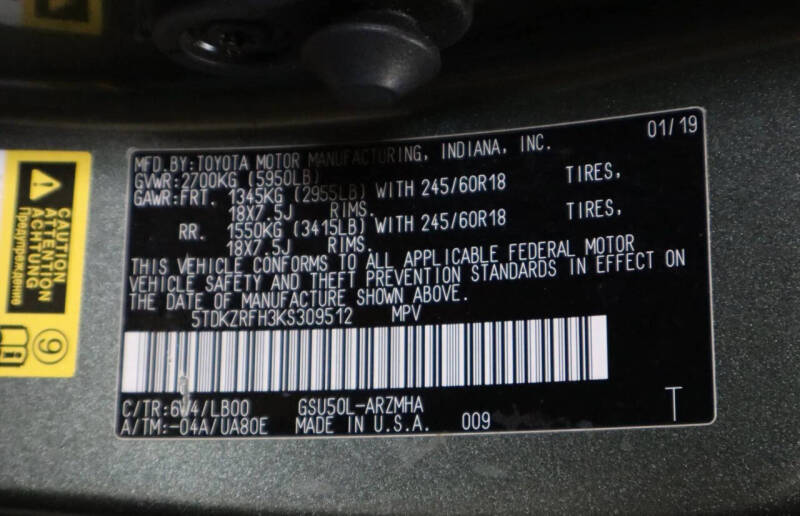 MFD.BY:TOYOTA MOTOR MANUFACTURING, INDIANA, INC. 01/19
GVWR:2700KG (5950LB)
GAWR:FRT. 1345KG (2955LB) WITH 245/60R18 TIRES,
18X7.5J RIMS.
RR. 1550KG (3415LB) WITH 245/60R18 TIRES,
18X7.5J RIMS.
THIS VEHICLE CONFORMS TO ALL APPLICABLE FEDERAL MOTOR
VEHICLE SAFETY AND THEFT PREVENTION STANDARDS IN EFFECT ON
THE DATE OF MANUFACTURE SHOWN ABOVE.
5TDKZRFH3KS309512 MPV
C/TR:6V4/LB00 GSU50L-ARZMHA
A/TM:-04A/UA80E MADE IN U.S.A. 009 T
CAUTION
ATTENTION
ACHTUNG
Предупреждение
9